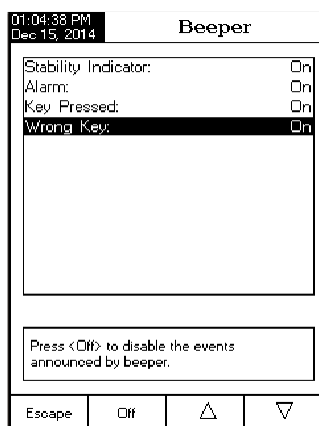 01:04:38 PM
Dec 15, 2014
Beeper
Stability Indicator: On
Alarm: On
Key Pressed: On
Wrong Key: On
Press <Off> to disable the events
announced by beeper.
Escape Off △ ▽